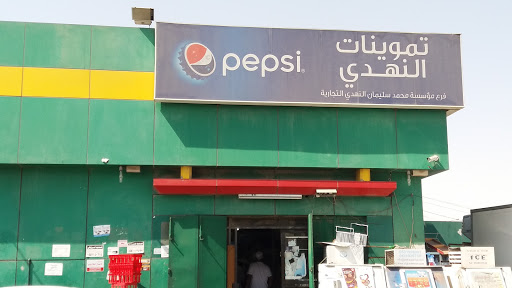 pepsi
تموينات
النهدي
فرع مؤسسة محمد سليمان النهدي التجارية
ICE